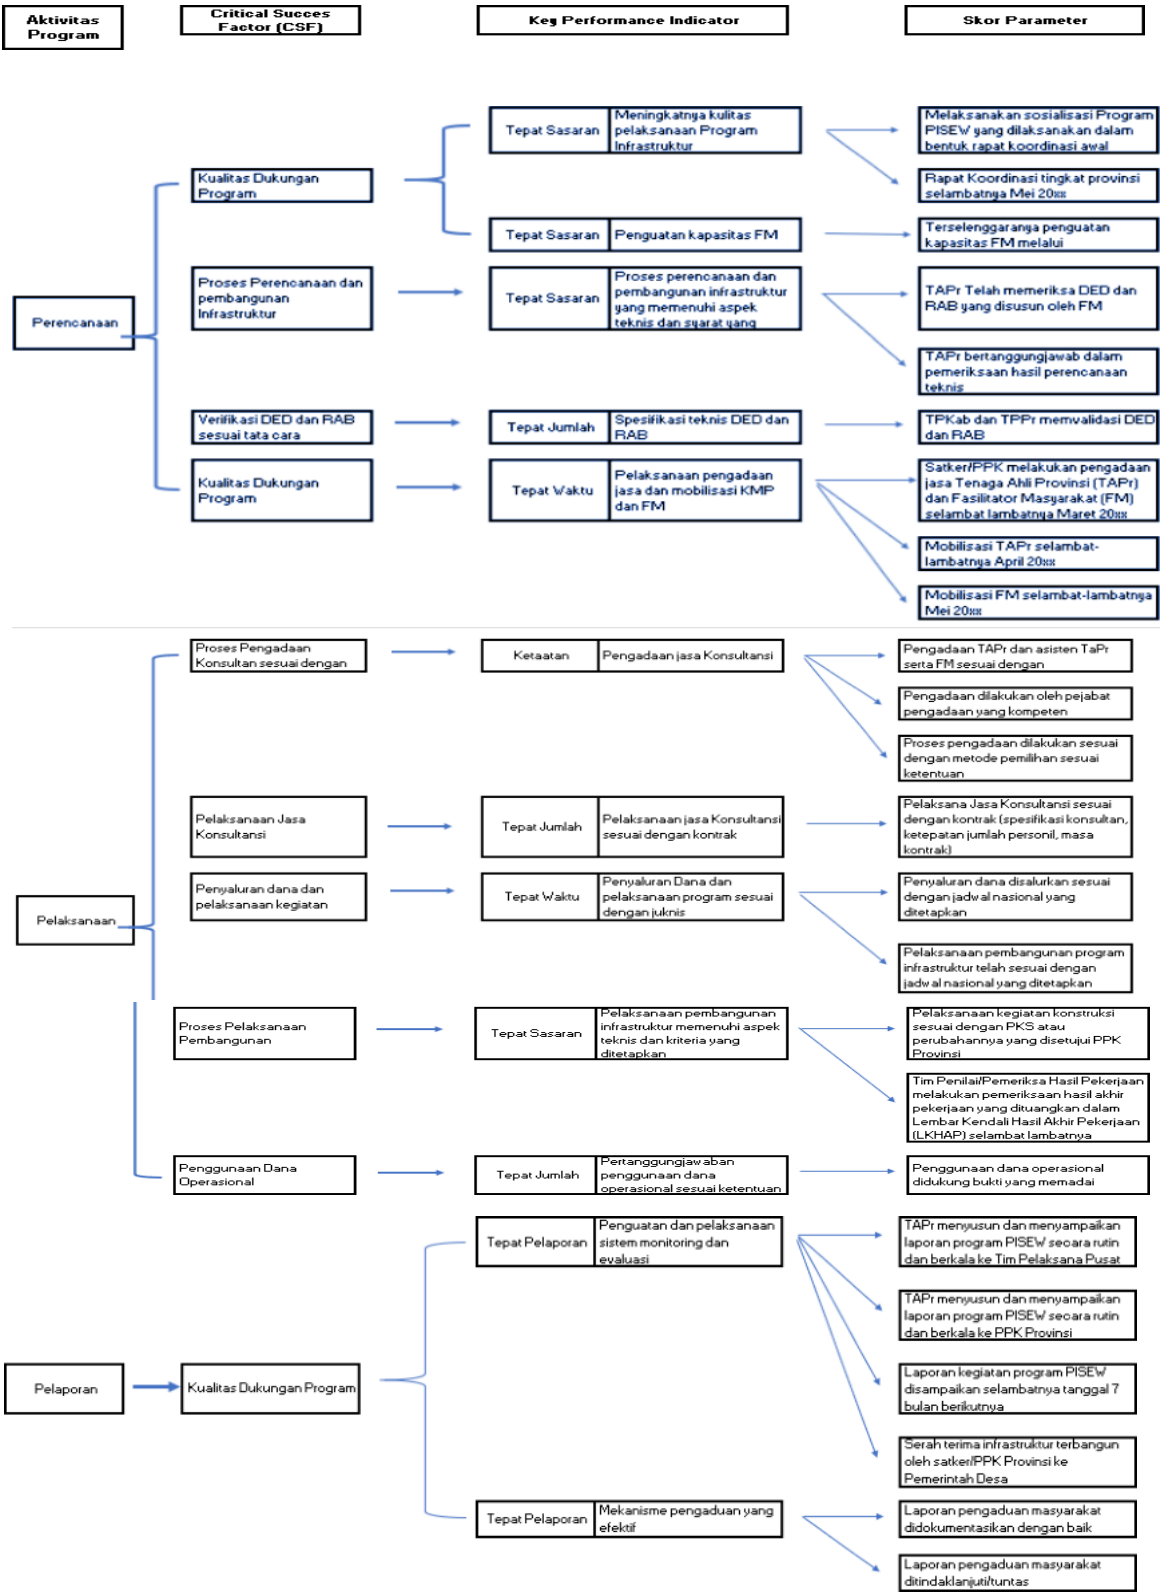 Aktivitas
Program
Critical Succes
Factor (CSF)
Key Performance Indicator
Skor Parameter
Perencanaan
Kualitas Dukungan
Program
Tepat Sasaran
Meningkatnya kulitas
pelaksanaan Program
Infrastruktur
Melaksanakan sosialisasi Program
PISEW yang dilaksanakan dalam
bentuk rapat koordinasi awal
Rapat Koordinasi tingkat provinsi
selambatnya Mei 20xx
Tepat Sasaran
Penguatan kapasitas FM
Terselenggaranya penguatan
kapasitas FM melalui
Proses Perencanaan dan
pembangunan
Infrastruktur
Tepat Sasaran
Proses perencanaan dan
pembangunan infrastruktur
yang memenuhi aspek
teknis dan syarat yang
TAPr Telah memeriksa DED dan
RAB yang disusun oleh FM
TAPr bertanggungjawab dalam
pemeriksaan hasil perencanaan
teknis
Verifikasi DED dan RAB
sesuai tata cara
Tepat Jumlah
Spesifikasi teknis DED dan
RAB
TPKab dan TPPr memvalidasi DED
dan RAB
Kualitas Dukungan
Program
Tepat Waktu
Pelaksanaan pengadaan
jasa dan mobilisasi KMP
dan FM
Satker/PPK melakukan pengadaan
jasa Tenaga Ahli Provinsi (TAPr)
dan Fasilitator Masyarakat (FM)
selambat lambatnya Maret 20xx
Mobilisasi TAPr selambat-
lambatnya April 20xx
Mobilisasi FM selambat-lambatnya
Mei 20xx
Pelaksanaan
Proses Pengadaan
Konsultan sesuai dengan
Ketaatan
Pengadaan jasa Konsultansi
Pengadaan TAPr dan asisten TaPr
serta FM sesuai dengan
Pengadaan dilakukan oleh pejabat
pengadaan yang kompeten
Proses pengadaan dilakukan sesuai
dengan metode pemilihan sesuai
ketentuan
Pelaksanaan Jasa
Konsultansi
Tepat Jumlah
Pelaksanaan jasa Konsultansi
sesuai dengan kontrak
Pelaksana Jasa Konsultansi sesuai
dengan kontrak (spesifikasi konsultan,
ketepatan jumlah personil, masa
kontrak)
Penyaluran dana dan
pelaksanaan kegiatan
Tepat Waktu
Penyaluran Dana dan
pelaksanaan program sesuai
dengan juknis
Penyaluran dana disalurkan sesuai
dengan jadwal nasional yang
ditetapkan
Pelaksanaan pembangunan program
infrastruktur telah sesuai dengan
jadwal nasional yang ditetapkan
Proses Pelaksanaan
Pembangunan
Tepat Sasaran
Pelaksanaan pembangunan
infrastruktur memenuhi aspek
teknis dan kriteria yang
ditetapkan
Pelaksanaan kegiatan konstruksi
sesuai dengan PKS atau
perubahannya yang disetujui PPK
Provinsi
Tim Penilai/Pemeriksa Hasil Pekerjaan
melakukan pemeriksaan hasil akhir
pekerjaan yang dituangkan dalam
Lembar Kendali Hasil Akhir Pekerjaan
(LKHAP) selambat lambatnya
Penggunaan Dana
Operasional
Tepat Jumlah
Pertanggungjawaban
penggunaan dana
operasional sesuai ketentuan
Penggunaan dana operasional
didukung bukti yang memadai
Pelaporan
Kualitas Dukungan Program
Tepat Pelaporan
Penguatan dan pelaksanaan
sistem monitoring dan
evaluasi
TAPr menyusun dan menyampaikan
laporan program PISEW secara rutin
dan berkala ke Tim Pelaksana Pusat
TAPr menyusun dan menyampaikan
laporan program PISEW secara rutin
dan berkala ke PPK Provinsi
Laporan kegiatan program PISEW
disampaikan selambatnya tanggal 7
bulan berikutnya
Serah terima infrastruktur terbangun
oleh satker/PPK Provinsi ke
Pemerintah Desa
Tepat Pelaporan
Mekanisme pengaduan yang
efektif
Laporan pengaduan masyarakat
didokumentasikan dengan baik
Laporan pengaduan masyarakat
ditindaklanjuti/tuntas